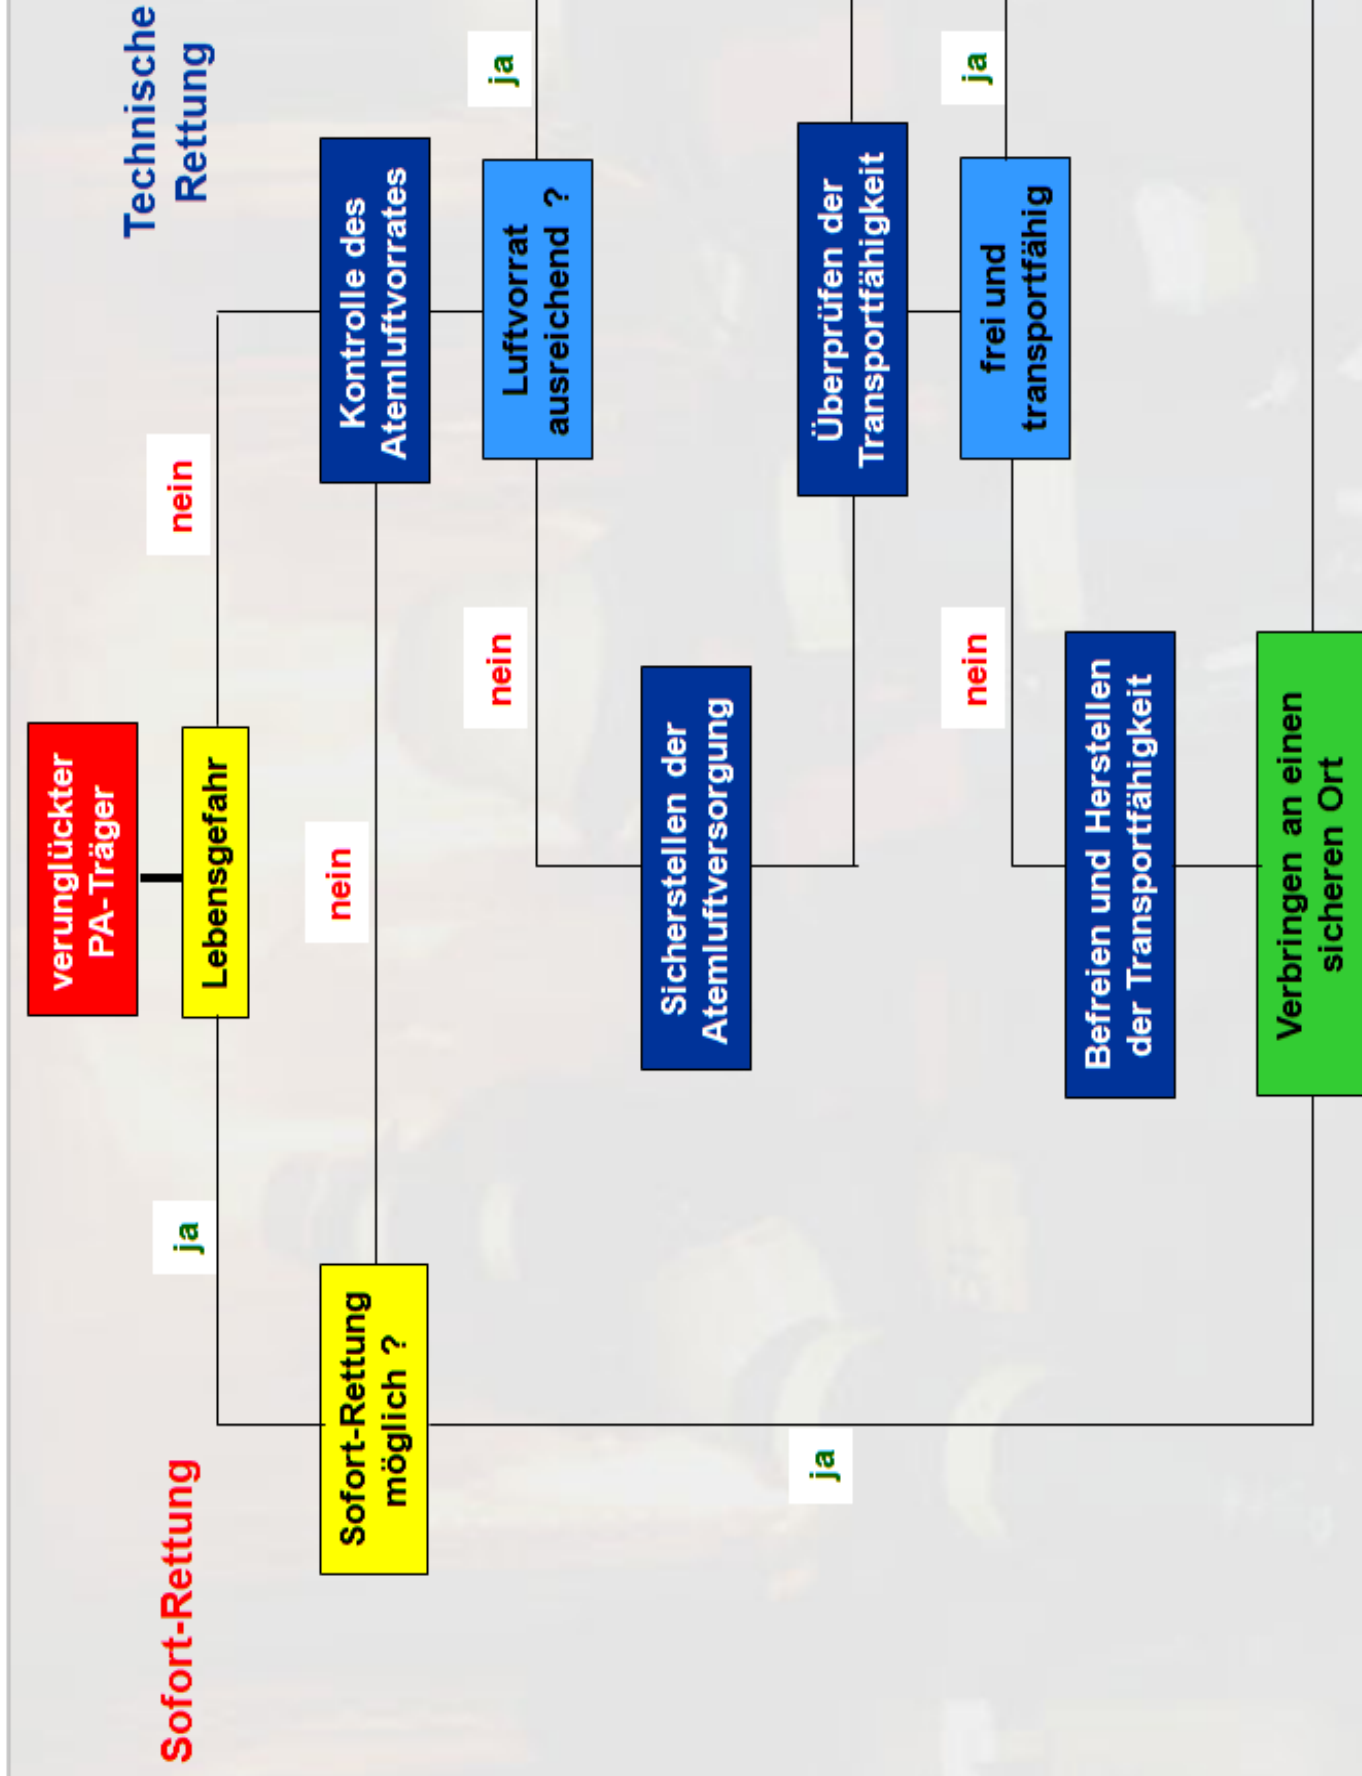 verunglückter
PA-Träger
Sofort-Rettung
Technische
Rettung
ja
Lebensgefahr
nein
Sofort-Rettung
möglich ?
nein
Kontrolle des
Atemluftvorrates
nein
Luftvorrat
ausreichend ?
ja
Sicherstellen der
Atemluftversorgung
ja
Überprüfen der
Transportfähigkeit
nein
frei und
transportfähig
ja
Befreien und Herstellen
der Transportfähigkeit
Verbringen an einen
sicheren Ort